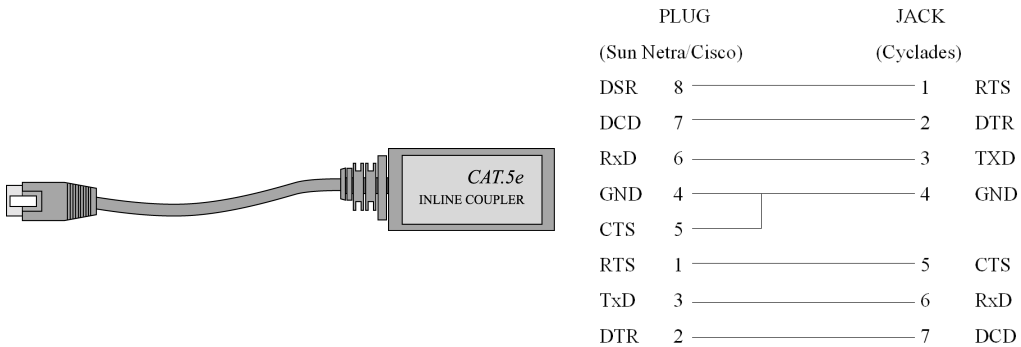 CAT.5e
INLINE COUPLER
PLUG JACK
(Sun Netra/Cisco) (Cyclades)
DSR 8 1 RTS
DCD 7 2 DTR
RxD 6 3 TXD
GND 4 4 GND
CTS 5
RTS 1 5 CTS
TxD 3 6 RxD
DTR 2 7 DCD